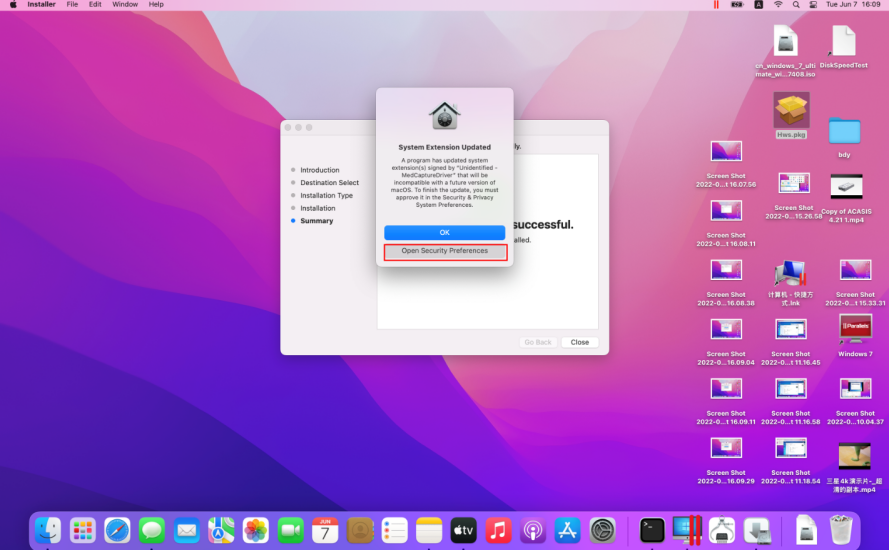 Installer File Edit Window Help
A Tue Jun 7 16:09
cn_windows_7_ulti
mate_wi...7408.iso
DiskSpeedTest
Hws.pkg
bdy
ly.
System Extension Updated
A program has updated system
extension(s) signed by "Unidentified -
MedCaptureDriver" that will be
incompatible with a future version of
macOS. To finish the update, you must
approve it in the Security & Privacy
System Preferences.
OK
Open Security Preferences
Introduction
Destination Select
Installation Type
Installation
Summary
successful.
alled.
Go Back
Close
Screen Shot
2022-0...t 16.07.56
Screen Shot
2022-0...15.26.58
Copy of ACASIS
4.21 1.mp4
Screen Shot
2022-0...t 16.08.11
Screen Shot
2022-0...t 16.08.38
计算机 - 快捷方
式.lnk
Screen Shot
2022-0...t 15.33.31
Screen Shot
2022-0...t 16.09.04
Screen Shot
2022-0...t 11.16.45
Parallels
Windows 7
Screen Shot
2022-0...t 16.09.11
Screen Shot
2022-0...t 11.16.58
Screen Shot
2022-0...10.04.37
Screen Shot
2022-0...t 16.09.29
Screen Shot
2022-0...t 11.18.54
三星4k演示片-_超
清的副本.mp4
JUN
7
tv